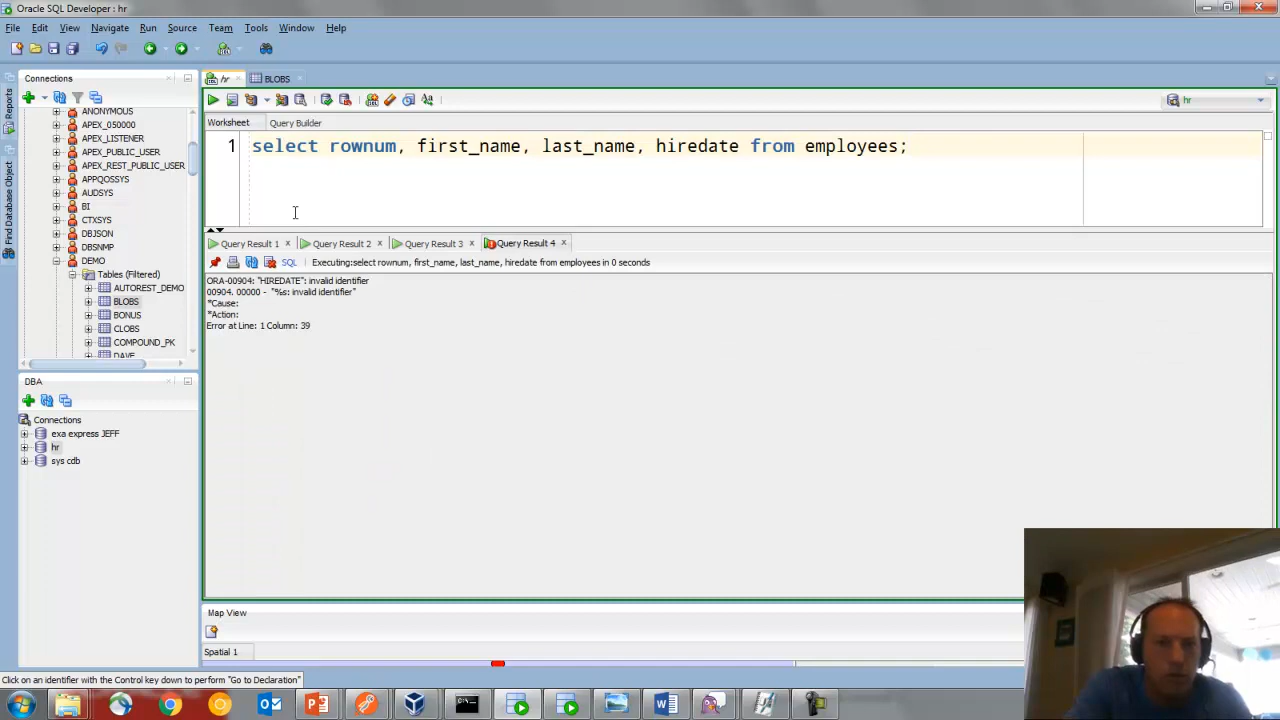 Oracle SQL Developer: hr
File Edit View Navigate Run Source Team Tools Window Help
Connections
hr
BLOBS
Reports
Find Database Object
ANONYMOUS
APEX_050000
APEX_LISTENER
APEX_PUBLIC_USER
APEX_REST_PUBLIC_USER
APPQOSSYS
AUDSYS
BI
CTXSYS
DBJSON
DBSNMP
DEMO
Tables (Filtered)
AUTOREST_DEMO
BLOBS
BONUS
CLOBS
COMPOUND_PK
DAVE
hr
Worksheet Query Builder
1 select rownum, first_name, last_name, hiredate from employees;
Query Result 1 Query Result 2 Query Result 3 Query Result 4
SQL Executing:select rownum, first_name, last_name, hiredate from employees in 0 seconds
ORA-00904: "HIREDATE": invalid identifier
00904. 00000 - "%s: invalid identifier"
*Cause:
*Action:
Error at Line: 1 Column: 39
DBA
Connections
exa express JEFF
hr
sys cdb
Map View
Spatial 1
Click on an identifier with the Control key down to perform "Go to Declaration"